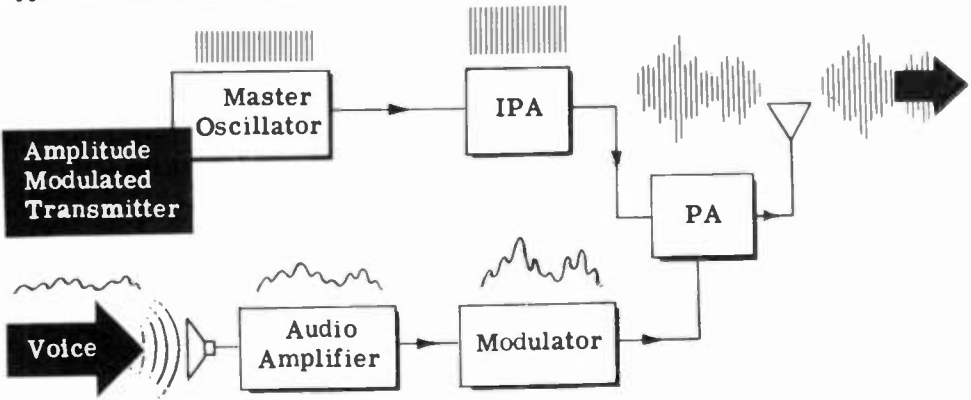 Master
Oscillator
IPA
Amplitude
Modulated
Transmitter
PA
Voice
Audio
Amplifier
Modulator